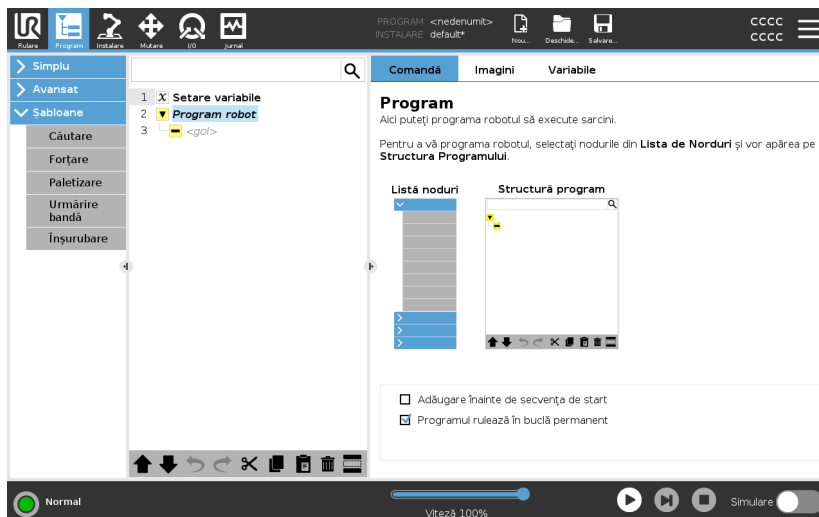 UR
Rulare
Program
Instalare
Mutare
I/O
Jurnal
PROGRAM <nedenumit>
INSTALARE default*
Nou...
Deschide...
Salvare...
cccc
cccc
Simplu
Avansat
Șabloane
Căutare
Forțare
Paletizare
Urmărire
bandă
Înșurubare
1 X Setare variabile
2 Program robot
3 <gol>
Comandă
Imagini
Variabile
Program
Aici puteți programa robotul să execute sarcini.
Pentru a vă programa robotul, selectați nodurile din Lista de Norduri și vor apărea pe
Structura Programului.
Listă noduri
Structură program
Adăugare înainte de secvența de start
Programul rulează în buclă permanent
Normal
Viteză 100%
Simulare